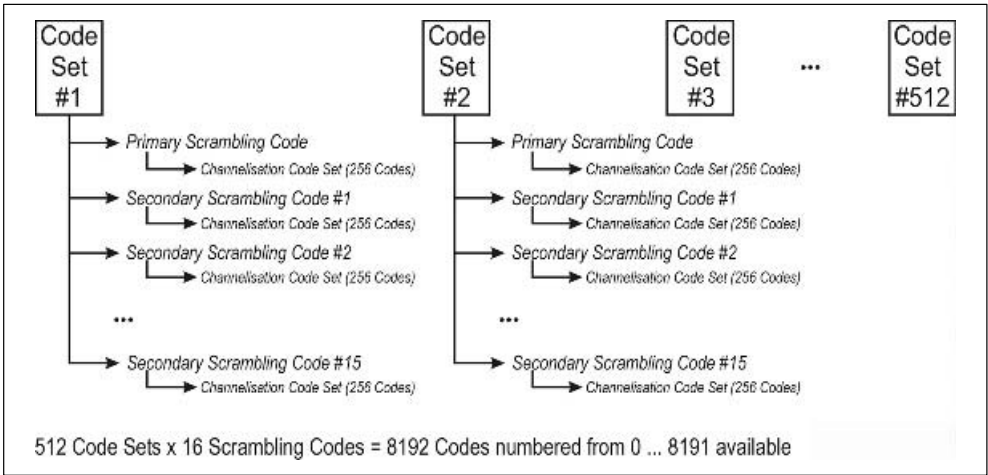 Code Set #1
Code Set #2
Code Set #3
...
Code Set #512
Primary Scrambling Code
Channelisation Code Set (256 Codes)
Secondary Scrambling Code #1
Channelisation Code Set (256 Codes)
Secondary Scrambling Code #2
Channelisation Code Set (256 Codes)
...
Secondary Scrambling Code #15
Channelisation Code Set (256 Codes)
Primary Scrambling Code
Channelisation Code Set (256 Codes)
Secondary Scrambling Code #1
Channelisation Code Set (256 Codes)
Secondary Scrambling Code #2
Channelisation Code Set (256 Codes)
...
Secondary Scrambling Code #15
Channelisation Code Set (256 Codes)
512 Code Sets x 16 Scrambling Codes = 8192 Codes numbered from 0 ... 8191 available